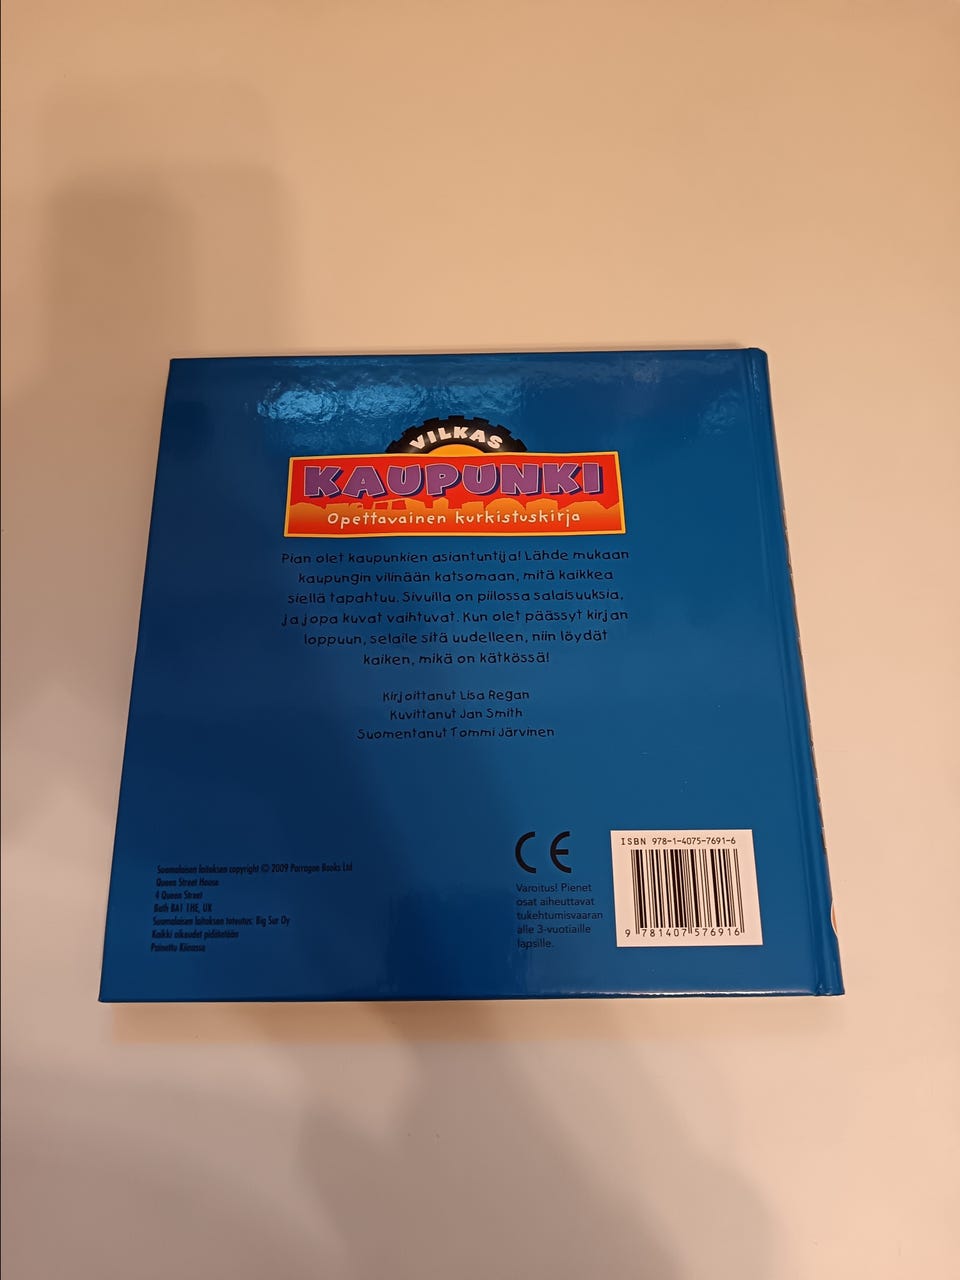 VILKAS
KAUPUNKI
Opettavainen kurkistuskirja
Pian olet kaupunkien asiantuntija! Lähde mukaan
kaupungin vilinään katsomaan, mitä kaikkea
siellä tapahtuu. Sivuilla on piilossa salaisuuksia,
ja jopa kuvat vaihtuvat. Kun olet päässyt kirjan
loppuun, selaile sitä uudelleen, niin löydät
kaiken, mikä on kätkössä!
Kirjoittanut Lisa Regan
Kuvittanut Jan Smith
Suomentanut Tommi Järvinen
Suomalaisen laitoksen copyright © 2009 Parragon Books Ltd
Queen Street House
4 Queen Street
Bath BA1 1HE, UK
Suomalaisen laitoksen toteutus: Big Sur Oy
Kaikki oikeudet pidätetään
Painettu Kiinassa
CE
Varoitus! Pienet
osat aiheuttavat
tukehtumisvaaran
alle 3-vuotiaille
lapsille.
ISBN 978-1-4075-7691-6
9 781407 576916